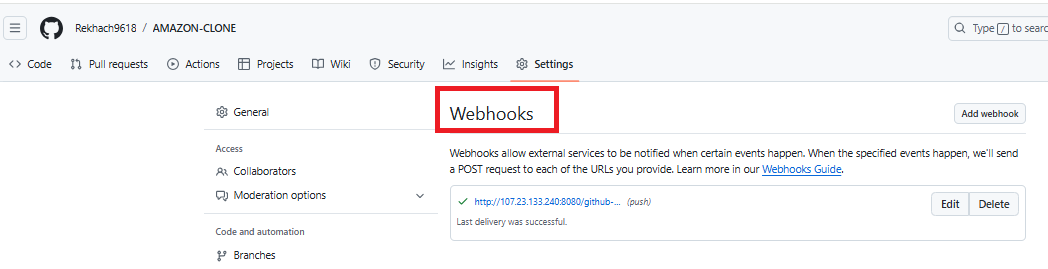 Rekhach9618 / AMAZON-CLONE
Type / to searc
Code Pull requests Actions Projects Wiki Security Insights Settings
General
Access
Collaborators
Moderation options
Code and automation
Branches
Webhooks
Add webhook
Webhooks allow external services to be notified when certain events happen. When the specified events happen, we'll send
a POST request to each of the URLs you provide. Learn more in our Webhooks Guide.
http://107.23.133.240:8080/github-... (push)
Edit Delete
Last delivery was successful.